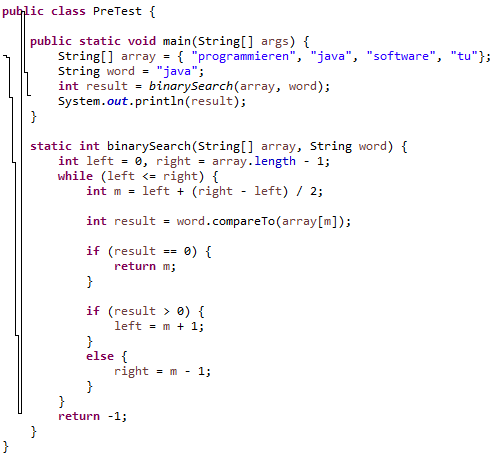 public class PreTest {
public static void main(String[] args) {
String[] array = { "programmieren", "java", "software", "tu"};
String word = "java";
int result = binarySearch(array, word);
System.out.println(result);
}
static int binarySearch(String[] array, String word) {
int left = 0, right = array.length - 1;
while (left <= right) {
int m = left + (right - left) / 2;
int result = word.compareTo(array[m]);
if (result == 0) {
return m;
}
if (result > 0) {
left = m + 1;
}
else {
right = m - 1;
}
}
return -1;
}
}